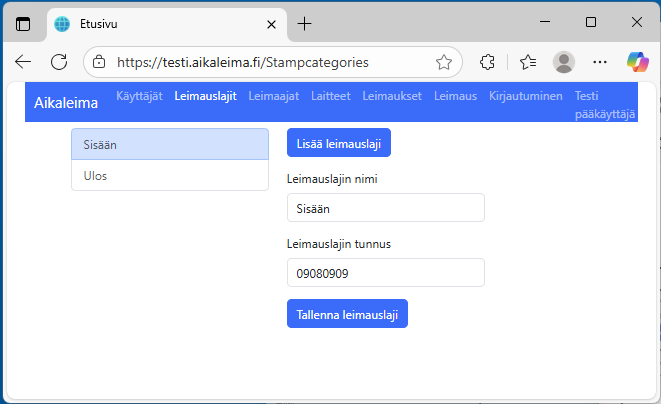 Etusivu
https://testi.aikaleima.fi/Stampcategories
Aikaleima
Käyttäjät Leimauslajit Leimaajat Laitteet Leimaukset Leimaus Kirjautuminen Testi
pääkäyttäjä
Sisään
Ulos
Lisää leimauslaji
Leimauslajin nimi
Sisään
Leimauslajin tunnus
09080909
Tallenna leimauslaji